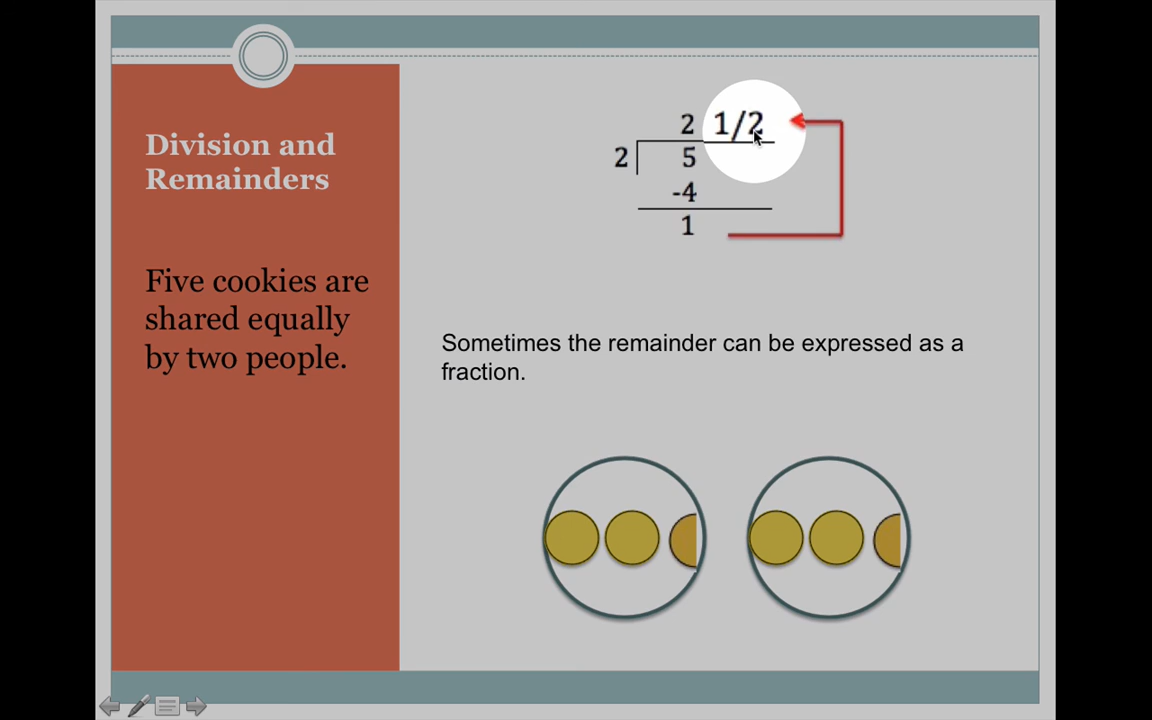 Division and
Remainders
Five cookies are
shared equally
by two people.
2 1/2
2 5
-4
1
Sometimes the remainder can be expressed as a
fraction.